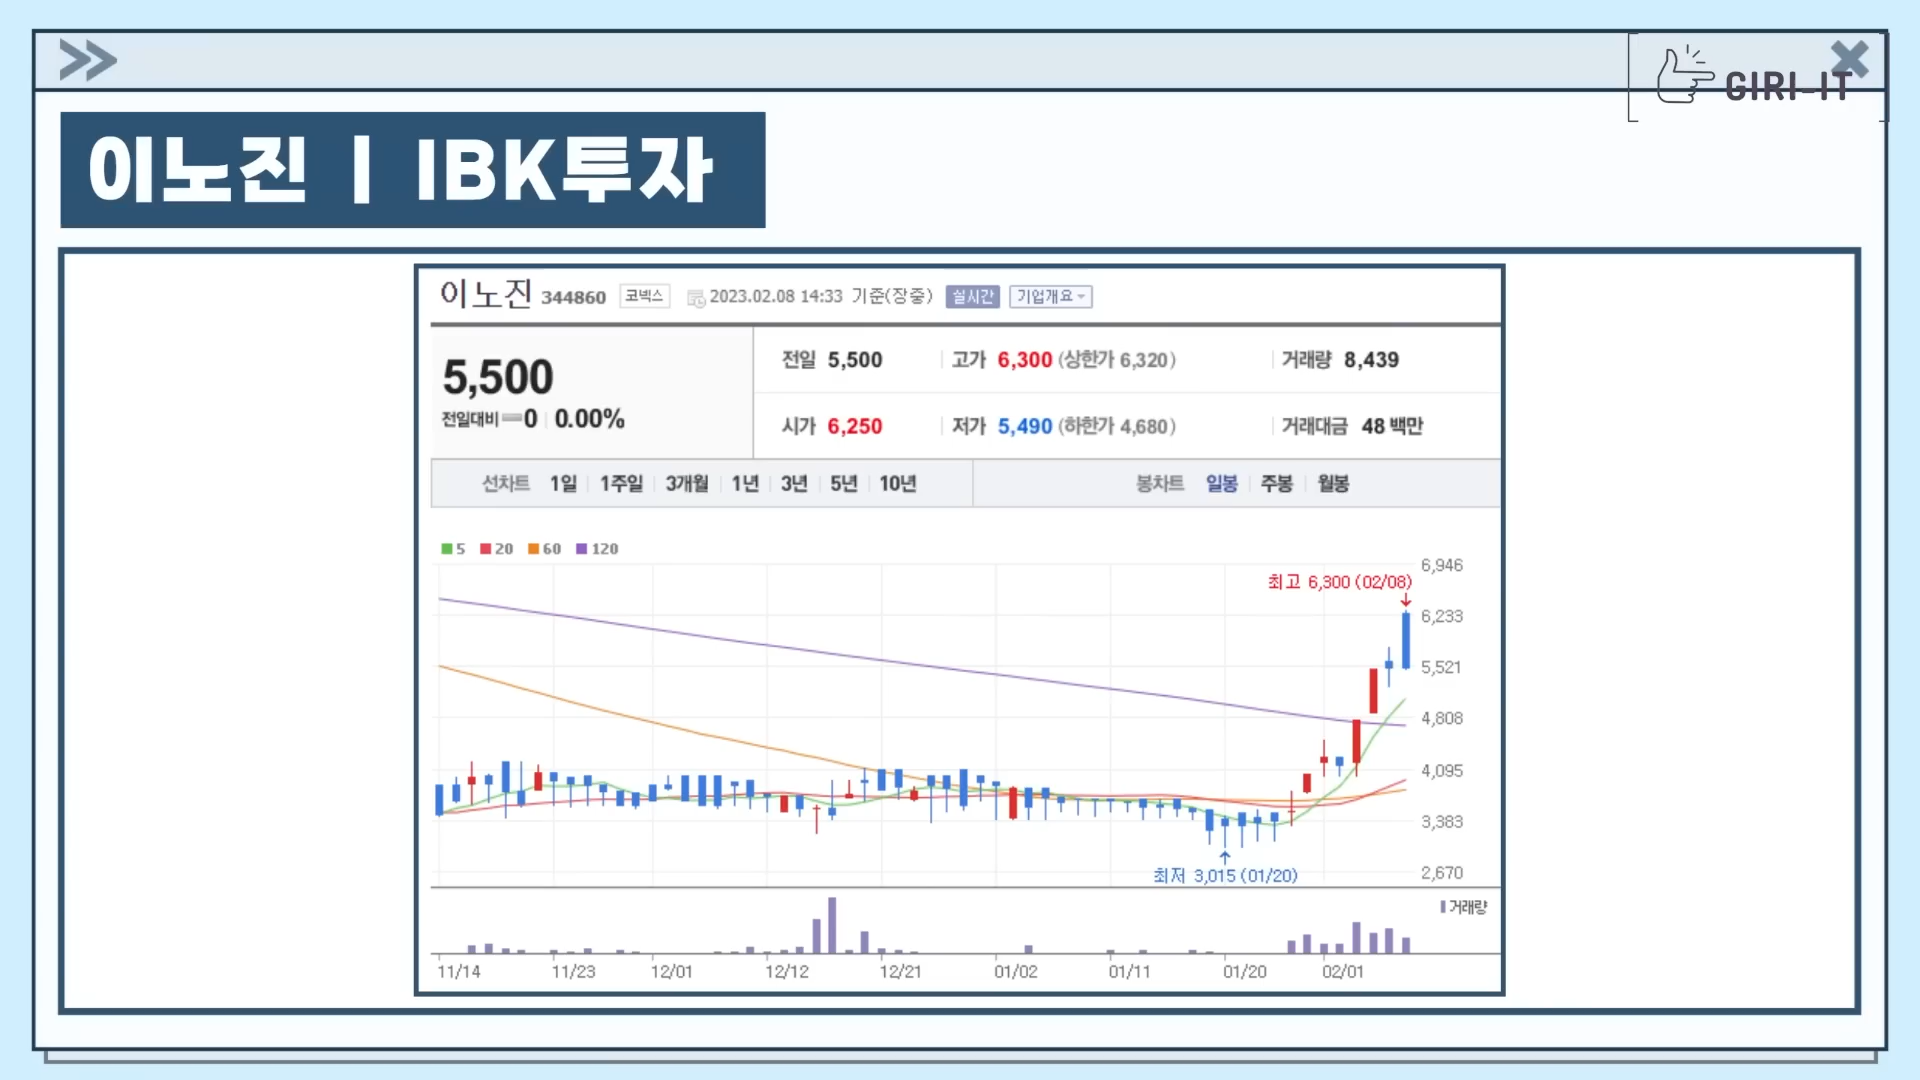 GIRI-IT
이노진 | IBK투자
이노진 344860 코넥스 2023.02.08 14:33 기준(장중) 실시간 기업개요
5,500
전일대비 0 0.00%
전일 5,500 고가 6,300 (상한가 6,320) 거래량 8,439
시가 6,250 저가 5,490 (하한가 4,680) 거래대금 48 백만
선차트 1일 1주일 3개월 1년 3년 5년 10년 봉차트 일봉 주봉 월봉
5 20 60 120
최고 6,300 (02/08)
6,946
6,233
5,521
4,808
4,095
3,383
2,670
최저 3,015 (01/20)
거래량
11/14 11/23 12/01 12/12 12/21 01/02 01/11 01/20 02/01